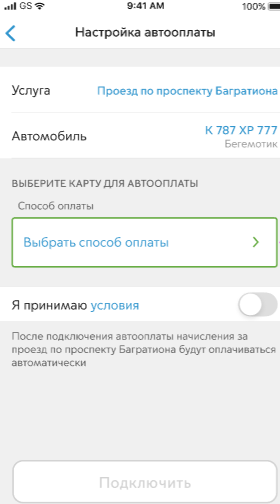 GS 9:41 AM 100%
Настройка автооплаты
Услуга Проезд по проспекту Багратиона
Автомобиль К 787 ХР 777
Бегемотик
ВЫБЕРИТЕ КАРТУ ДЛЯ АВТООПЛАТЫ
Способ оплаты
Выбрать способ оплаты
Я принимаю условия
После подключения автооплаты начисления за
проезд по проспекту Багратиона будут оплачиваться
автоматически
Подключить